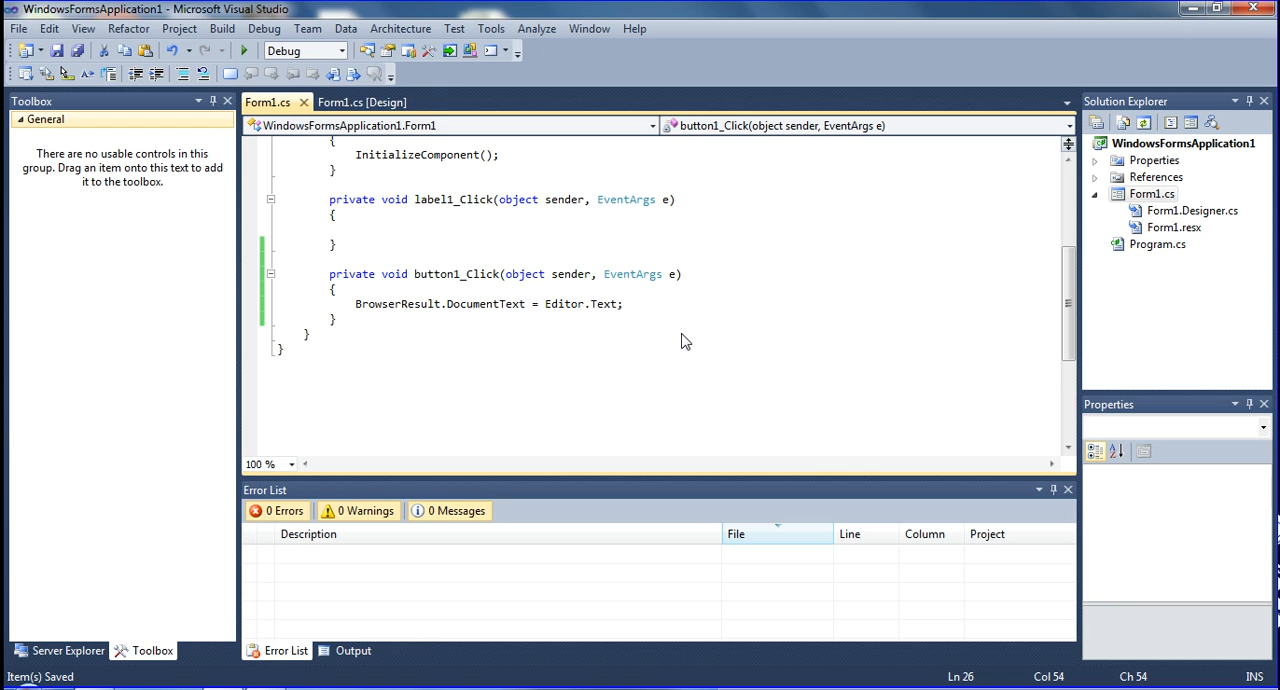 WindowsFormsApplication1 - Microsoft Visual Studio
File Edit View Refactor Project Build Debug Team Data Architecture Test Tools Analyze Window Help
Debug
Toolbox
General
There are no usable controls in this
group. Drag an item onto this text to add
it to the toolbox.
Server Explorer Toolbox
Form1.cs Form1.cs [Design]
WindowsFormsApplication1.Form1 button1_Click(object sender, EventArgs e)
{
InitializeComponent();
}
private void label1_Click(object sender, EventArgs e)
{
}
private void button1_Click(object sender, EventArgs e)
{
BrowserResult.DocumentText = Editor.Text;
}
}
}
100 %
Error List
0 Errors 0 Warnings 0 Messages
Description File Line Column Project
Error List Output
Solution Explorer
WindowsFormsApplication1
Properties
References
Form1.cs
Form1.Designer.cs
Form1.resx
Program.cs
Properties
Item(s) Saved Ln 26 Col 54 Ch 54 INS